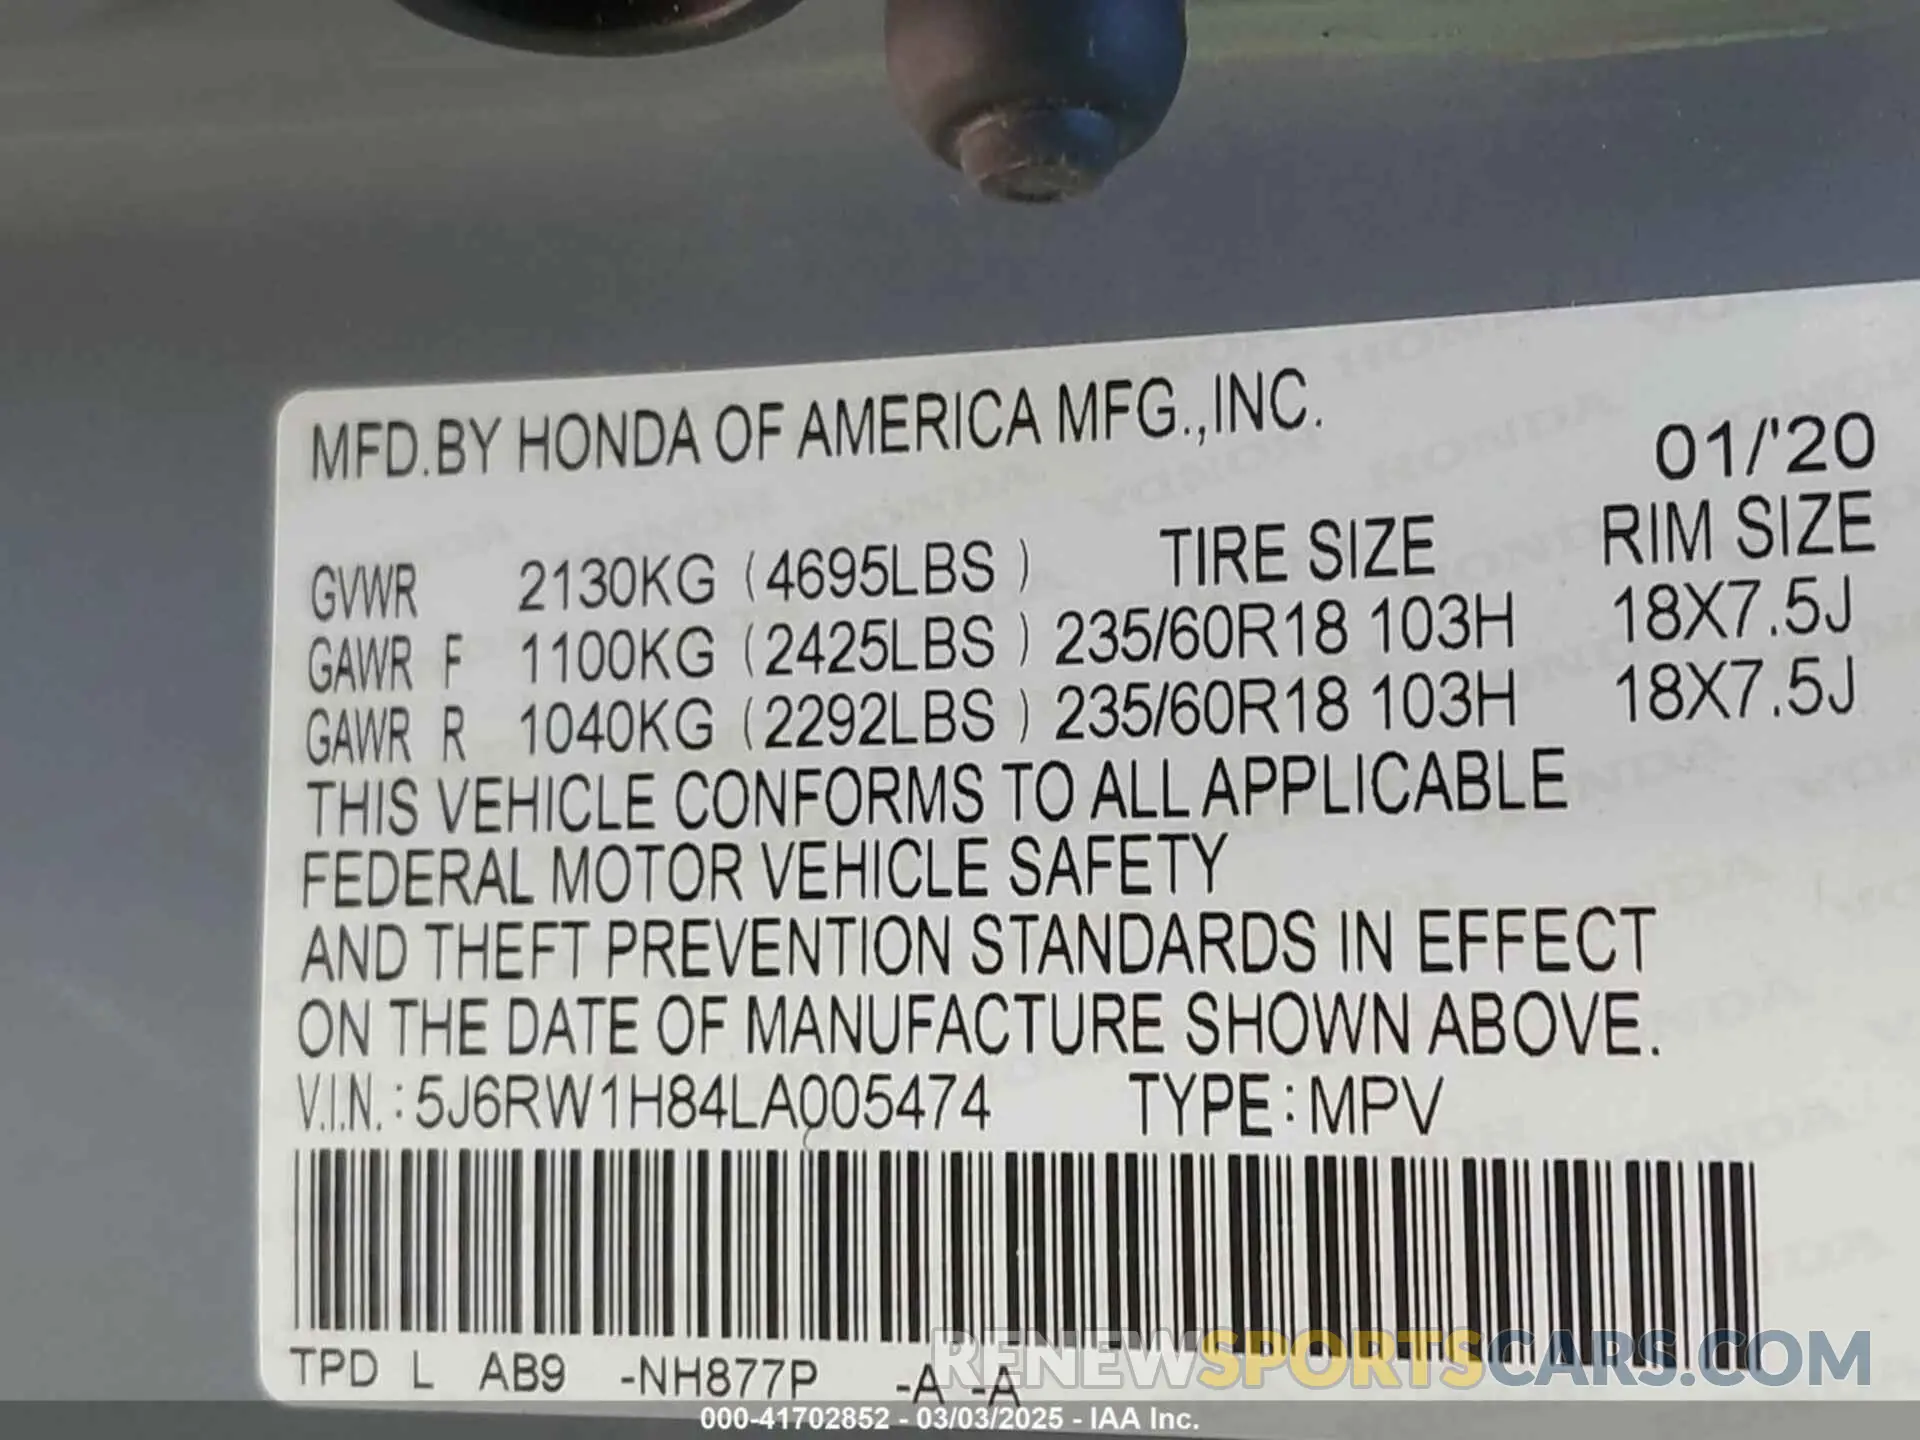 MFD.BY HONDA OF AMERICA MFG.,INC.
01/'20
GVWR 2130KG (4695LBS ) TIRE SIZE RIM SIZE
GAWR F 1100KG (2425LBS ) 235/60R18 103H 18X7.5J
GAWR R 1040KG (2292LBS ) 235/60R18 103H 18X7.5J
THIS VEHICLE CONFORMS TO ALL APPLICABLE
FEDERAL MOTOR VEHICLE SAFETY
AND THEFT PREVENTION STANDARDS IN EFFECT
ON THE DATE OF MANUFACTURE SHOWN ABOVE.
V.I.N.: 5J6RW1H84LA005474 TYPE:MPV
TPD L AB9 -NH877P -A -A
RENEWSPORTSCARS.COM
000-41702852 - 03/03/2025 - IAA Inc.